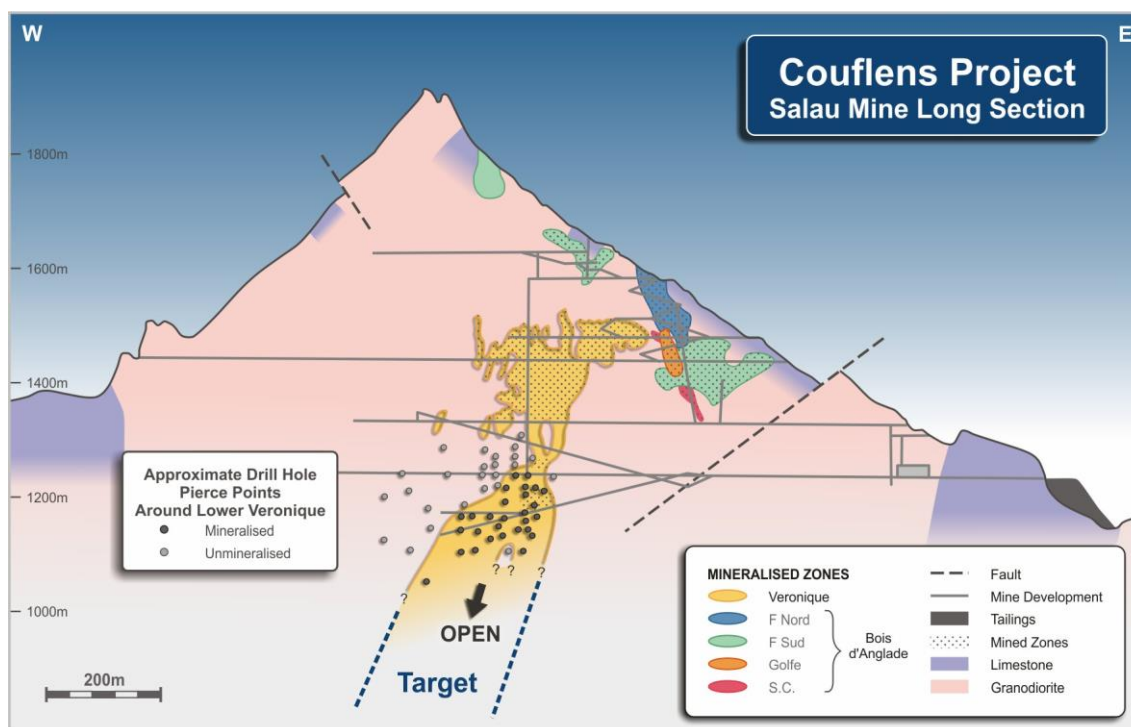 W
E
Couflens Project
Salau Mine Long Section
1800m
1600m
1400m
1200m
1000m
Approximate Drill Hole
Pierce Points
Around Lower Veronique
Mineralised
Unmineralised
?
? ?
?
OPEN
Target
200m
MINERALISED ZONES
Veronique
F Nord
F Sud
Golfe
S.C.
Bois
d'Anglade
Fault
Mine Development
Tailings
Mined Zones
Limestone
Granodiorite